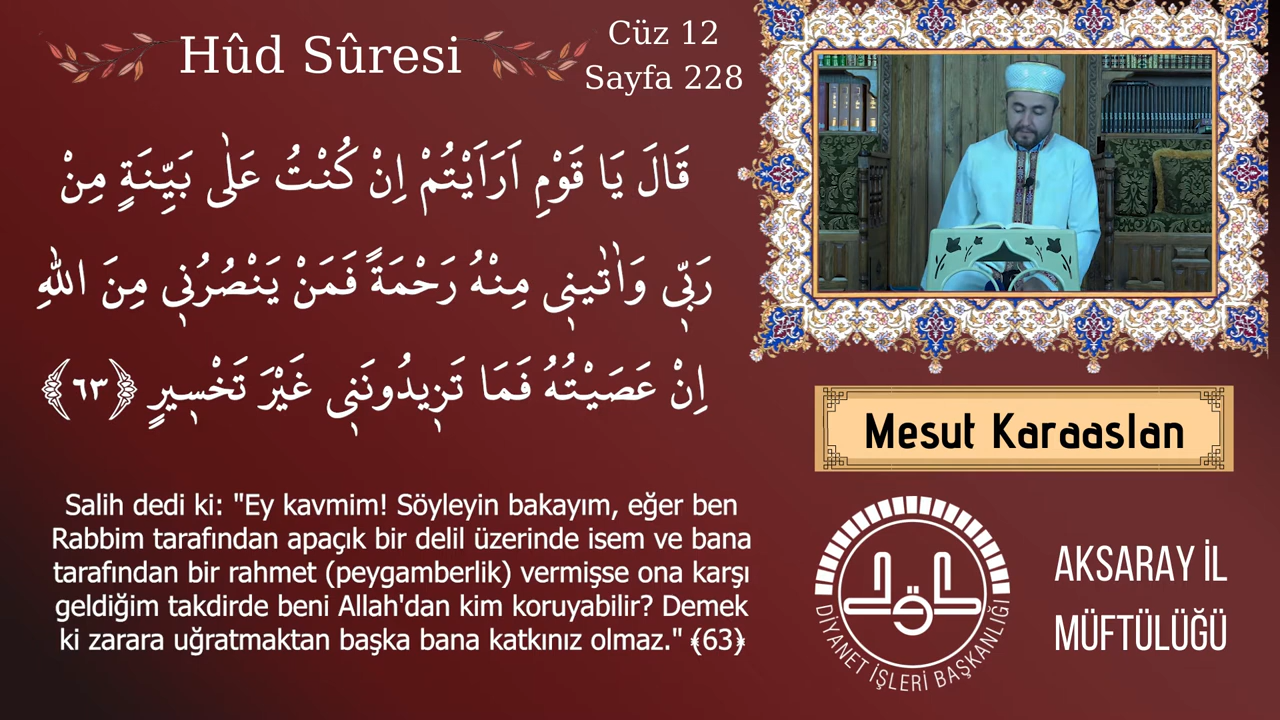 Hûd Sûresi
Cüz 12
Sayfa 228
قَالَ يَا قَوْمِ اَرَاَيْتُمْ اِنْ كُنْتُ عَلٰى بَيِّنَةٍ مِنْ
رَبّ۪ي وَاٰتٰين۪ي مِنْهُ رَحْمَةً فَمَنْ يَنْصُرُن۪ي مِنَ اللّٰهِ
اِنْ عَصَيْتُهُ فَمَا تَز۪يدُونَن۪ي غَيْرَ تَخْس۪يرٍ ﴿٦٣﴾
Salih dedi ki: "Ey kavmim! Söyleyin bakayım, eğer ben
Rabbim tarafından apaçık bir delil üzerinde isem ve bana
tarafından bir rahmet (peygamberlik) vermişse ona karşı
geldiğim takdirde beni Allah'dan kim koruyabilir? Demek
ki zarara uğratmaktan başka bana katkınız olmaz." ﴾63﴿
Mesut Karaaslan
DİYANET İŞLERİ BAŞKANLIĞI
AKSARAY İL
MÜFTÜLÜĞÜ